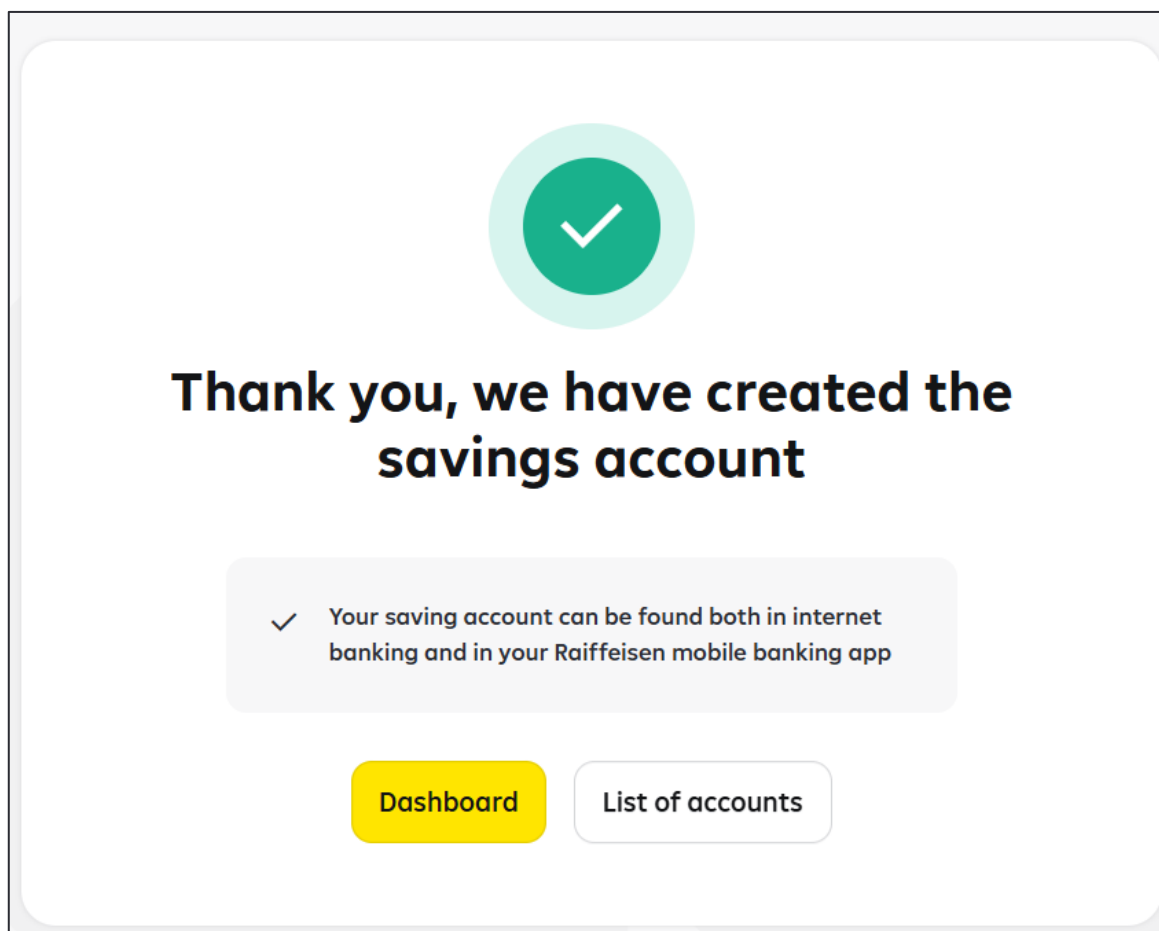 Thank you, we have created the
savings account
Your saving account can be found both in internet
banking and in your Raiffeisen mobile banking app
Dashboard
List of accounts